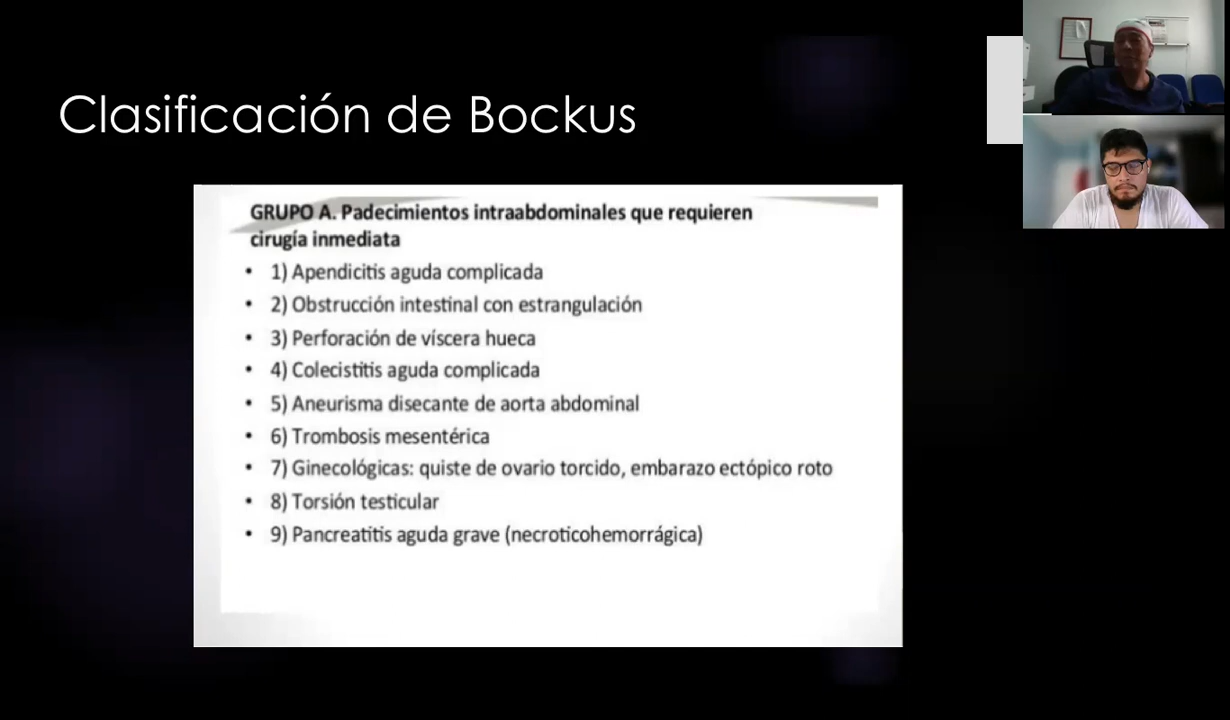 Clasificación de Bockus
GRUPO A. Padecimientos intraabdominales que requieren
cirugía inmediata
• 1) Apendicitis aguda complicada
• 2) Obstrucción intestinal con estrangulación
• 3) Perforación de víscera hueca
• 4) Colecistitis aguda complicada
• 5) Aneurisma disecante de aorta abdominal
• 6) Trombosis mesentérica
• 7) Ginecológicas: quiste de ovario torcido, embarazo ectópico roto
• 8) Torsión testicular
• 9) Pancreatitis aguda grave (necroticohemorrágica)